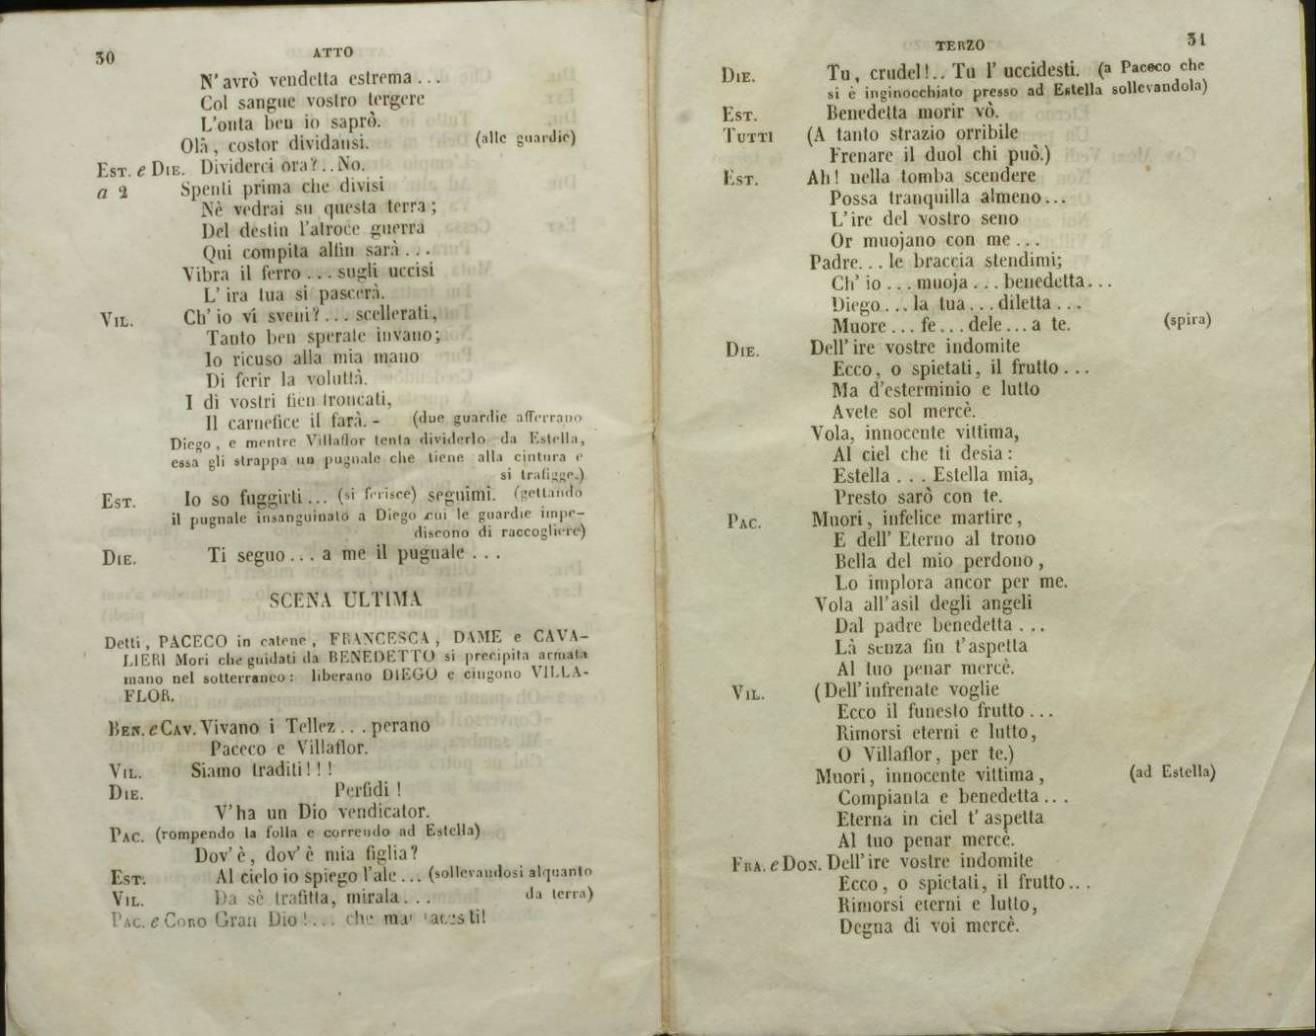 30
ATTO
N'avrò vendetta estrema ...
Col sangue vostro tergere
L'onta ben io saprò.
Olà, costor dividansi. (alle guardie)
EST. e DIE. Dividerci ora?..No.
a 2 Spenti prima che divisi
Nè vedrai su questa terra;
Del destin l'atroce guerra
Qui compita alfin sarà ...
Vibra il ferro ... sugli uccisi
L'ira tua si pascerà.
VIL. Ch'io vi sveni?... scellerati,
Tanto ben sperate invano;
Io ricuso alla mia mano
Di ferir la voluttà.
I dì vostri fien troncati,
Il carnefice il farà. - (due guardie afferrano
Diego, e mentre Villaflor tenta dividerlo da Estella,
essa gli strappa un pugnale che tiene alla cintura e
si trafigge.)
EST. Io so fuggirti ... (si ferisce) seguimi. (gettando
il pugnale insanguinato a Diego cui le guardie impe-
discono di raccogliere)
DIE. Ti seguo ... a me il pugnale ...
SCENA ULTIMA
Detti, PACECO in catene, FRANCESCA, DAME e CAVA-
LIERI Mori che guidati da BENEDETTO si precipita armata
mano nel sotterraneo: liberano DIEGO e cingono VILLA-
FLOR.
BEN. e CAV. Vivano i Tellez ... perano
Paceco e Villaflor.
VIL. Siamo traditi!!!
DIE. Perfidi!
V'ha un Dio vendicator.
PAC. (rompendo la folla e correndo ad Estella)
Dov'è, dov'è mia figlia?
EST. Al cielo io spiego l'ale ... (sollevandosi alquanto
da terra)
VIL. Da sè trafitta, mirala ...
PAC. e CORO Gran Dio!... che mai
TERZO
31
DIE. Tu, crudel!.. Tu l'uccidesti. (a Paceco che
si è inginocchiato presso ad Estella sollevandola)
EST. Benedetta morir vò.
TUTTI (A tanto strazio orribile
Frenare il duol chi può.)
EST. Ah! nella tomba scendere
Possa tranquilla almeno...
L'ire del vostro seno
Or muojano con me ...
Padre... le braccia stendimi;
Ch'io ... muoja ... benedetta...
Diego ... la tua ... diletta ...
Muore ... fe ... dele ... a te. (spira)
DIE. Dell'ire vostre indomite
Ecco, o spietati, il frutto ...
Ma d'esterminio e lutto
Avete sol mercè.
Vola, innocente vittima,
Al ciel che ti desia:
Estella ... Estella mia,
Presto sarò con te.
PAC. Muori, infelice martire,
E dell'Eterno al trono
Bella del mio perdono,
Lo implora ancor per me.
Vola all'asil degli angeli
Dal padre benedetta ...
Là senza fin t'aspetta
Al tuo penar mercè.
VIL. (Dell'infrenate voglie
Ecco il funesto frutto ...
Rimorsi eterni e lutto,
O Villaflor, per te.)
Muori, innocente vittima, (ad Estella)
Compianta e benedetta ...
Eterna in ciel t'aspetta
Al tuo penar mercè.
FRA. e DON. Dell'ire vostre indomite
Ecco, o spietati, il frutto...
Rimorsi eterni e lutto,
Degna di voi mercè.